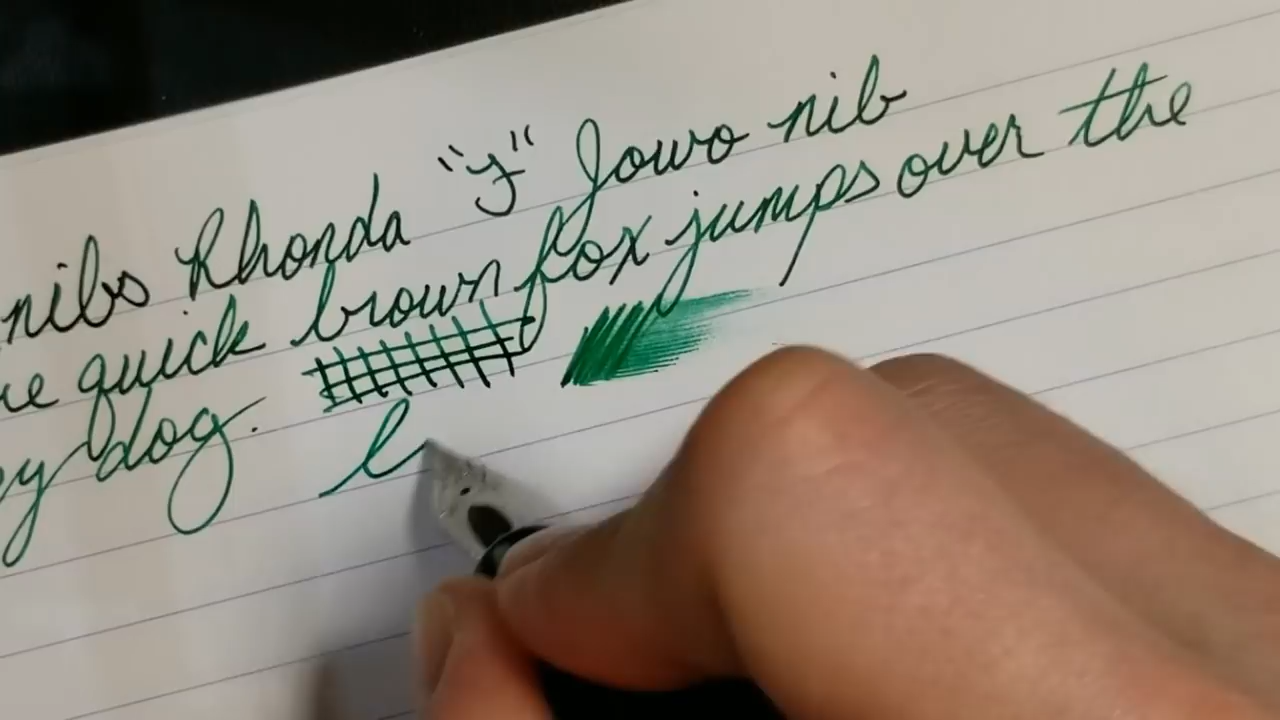 nibs Rhonda "y" Jowo nib
quick brown fox jumps over the
dog. l